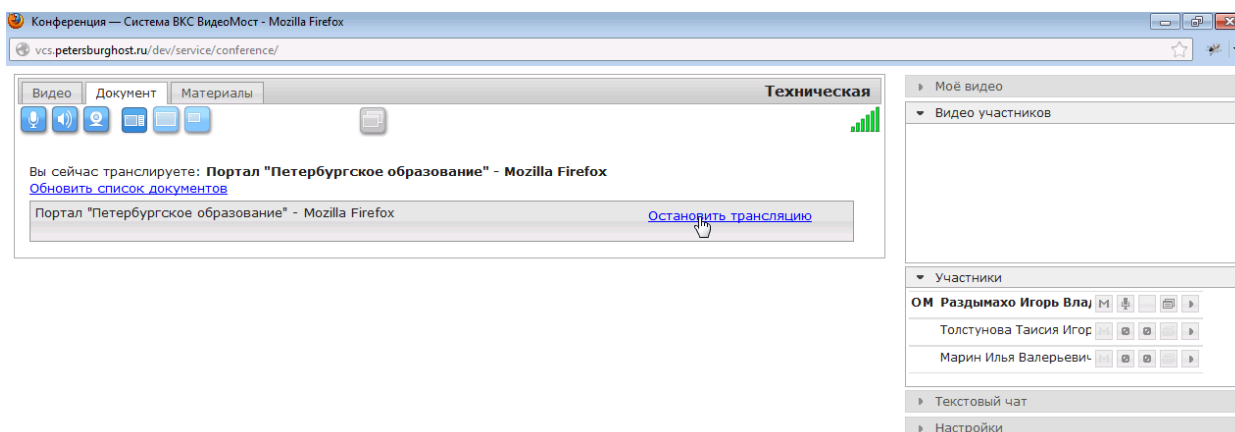 Конференция — Система ВКС ВидеоМост - Mozilla Firefox
vcs.petersburghost.ru/dev/service/conference/
Видео Документ Материалы Техническая
Вы сейчас транслируете: Портал "Петербургское образование" - Mozilla Firefox
Обновить список документов
Портал "Петербургское образование" - Mozilla Firefox Остановить трансляцию
Моё видео
Видео участников
Участники
ОМ Раздымахо Игорь Вла M
Толстунова Таисия Игор M
Марин Илья Валерьевич M
Текстовый чат
Настройки